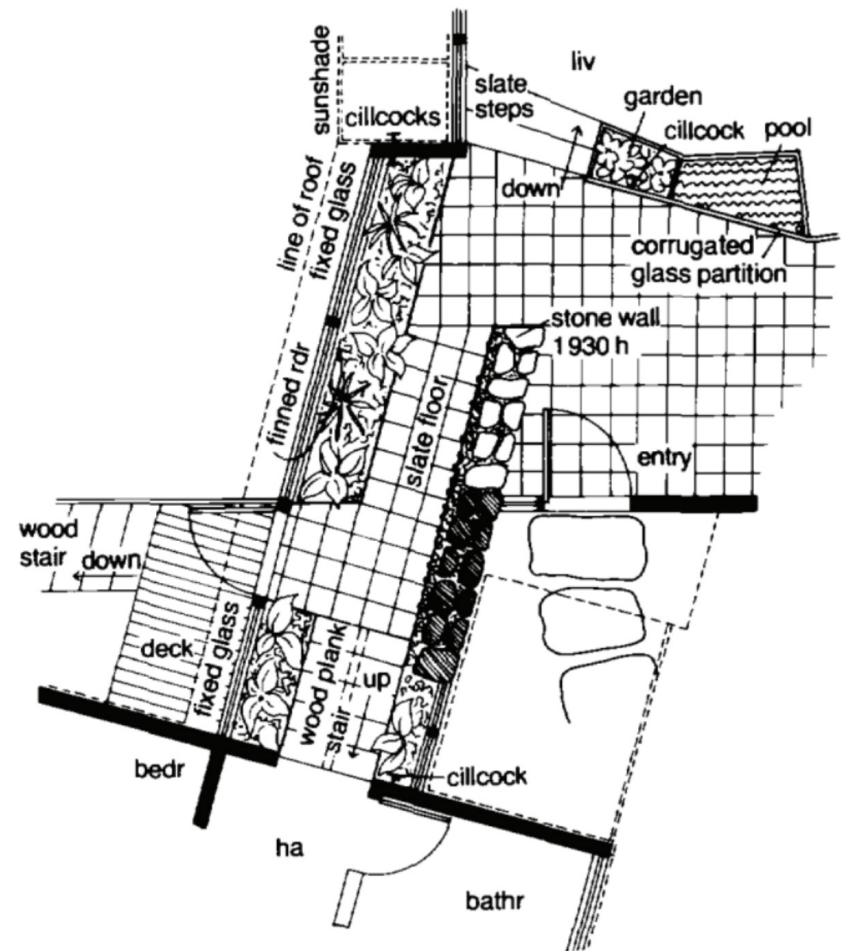 sunshade
liv
slate
steps
garden
cillcocks
cillcock
pool
down
line of roof
fixed glass
corrugated
glass partition
stone wall
1930 h
finned rdr
slate floor
entry
wood
stair
down
deck
fixed glass
wood plank
stair
up
bedr
cillcock
ha
bathr